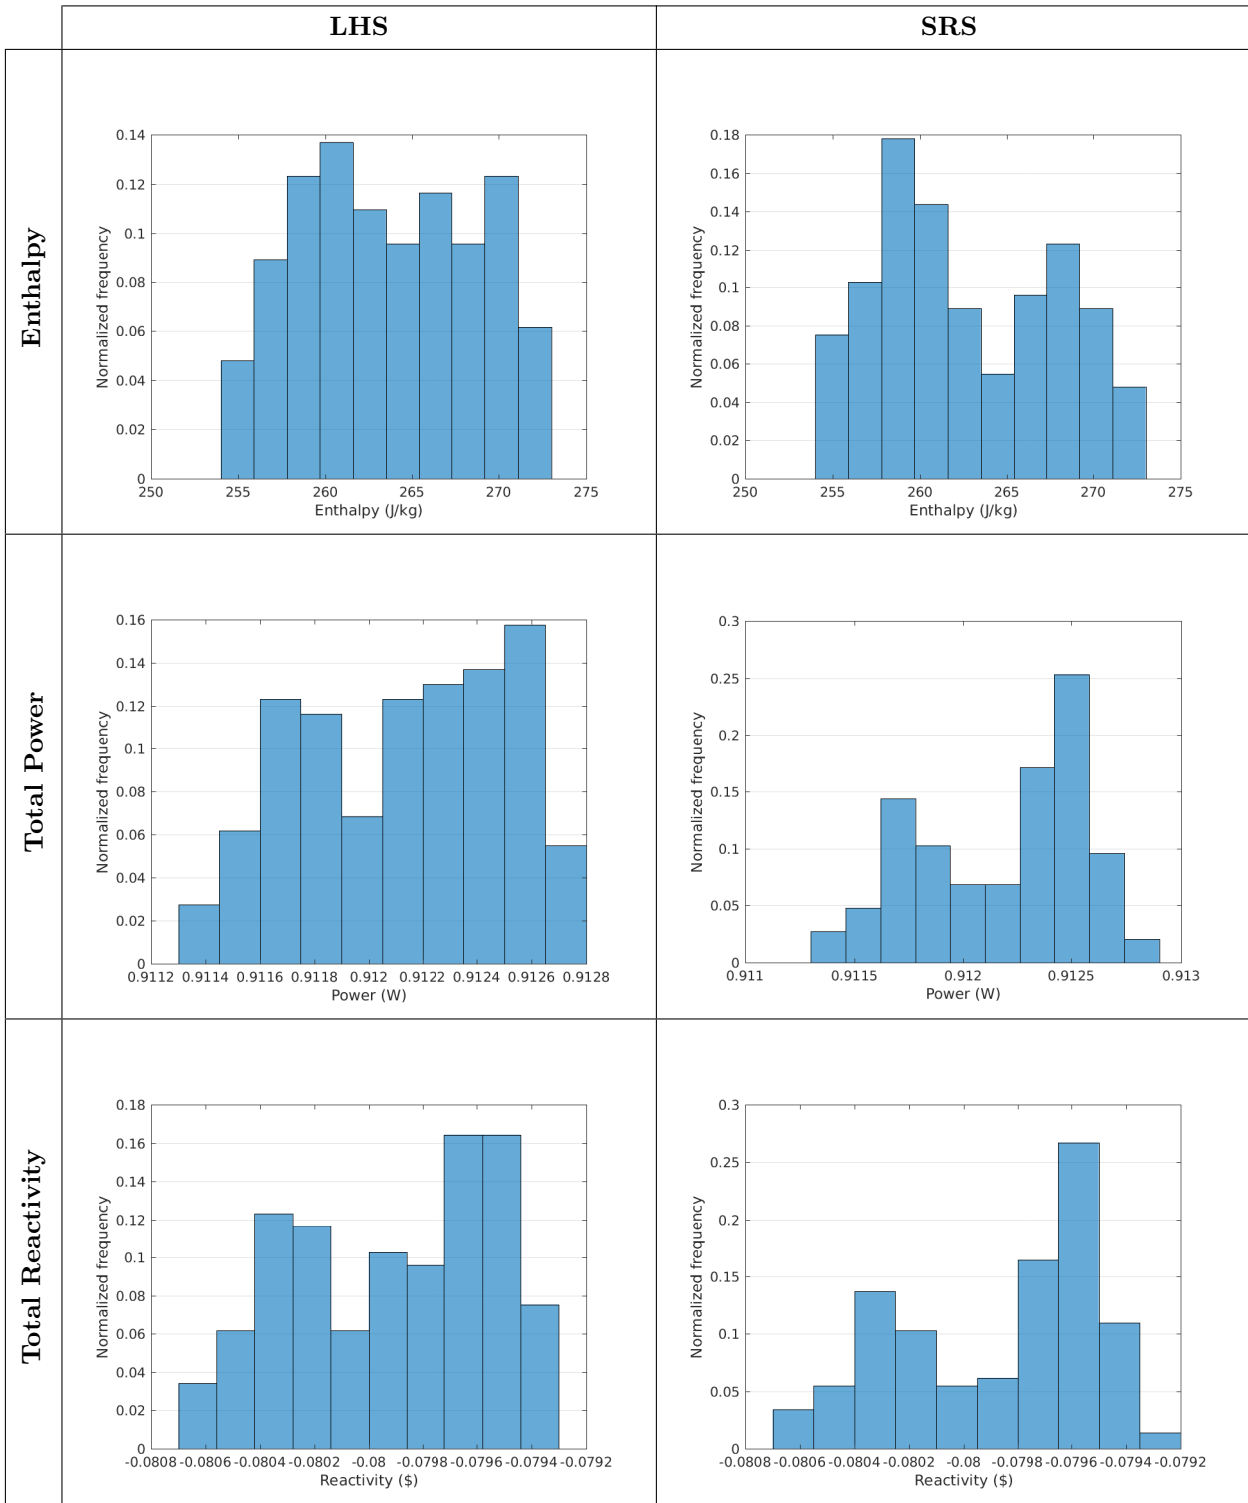 LHS
SRS
Enthalpy
0.14
0.12
0.1
0.08
0.06
0.04
0.02
0
Normalized frequency
250 255 260 265 270 275
Enthalpy (J/kg)
0.18
0.16
0.14
0.12
0.1
0.08
0.06
0.04
0.02
0
Normalized frequency
250 255 260 265 270 275
Enthalpy (J/kg)
Total Power
0.16
0.14
0.12
0.1
0.08
0.06
0.04
0.02
0
Normalized frequency
0.9112 0.9114 0.9116 0.9118 0.912 0.9122 0.9124 0.9126 0.9128
Power (W)
0.3
0.25
0.2
0.15
0.1
0.05
0
Normalized frequency
0.911 0.9115 0.912 0.9125 0.913
Power (W)
Total Reactivity
0.18
0.16
0.14
0.12
0.1
0.08
0.06
0.04
0.02
0
Normalized frequency
-0.0808 -0.0806 -0.0804 -0.0802 -0.08 -0.0798 -0.0796 -0.0794 -0.0792
Reactivity ($)
0.3
0.25
0.2
0.15
0.1
0.05
0
Normalized frequency
-0.0808 -0.0806 -0.0804 -0.0802 -0.08 -0.0798 -0.0796 -0.0794 -0.0792
Reactivity ($)